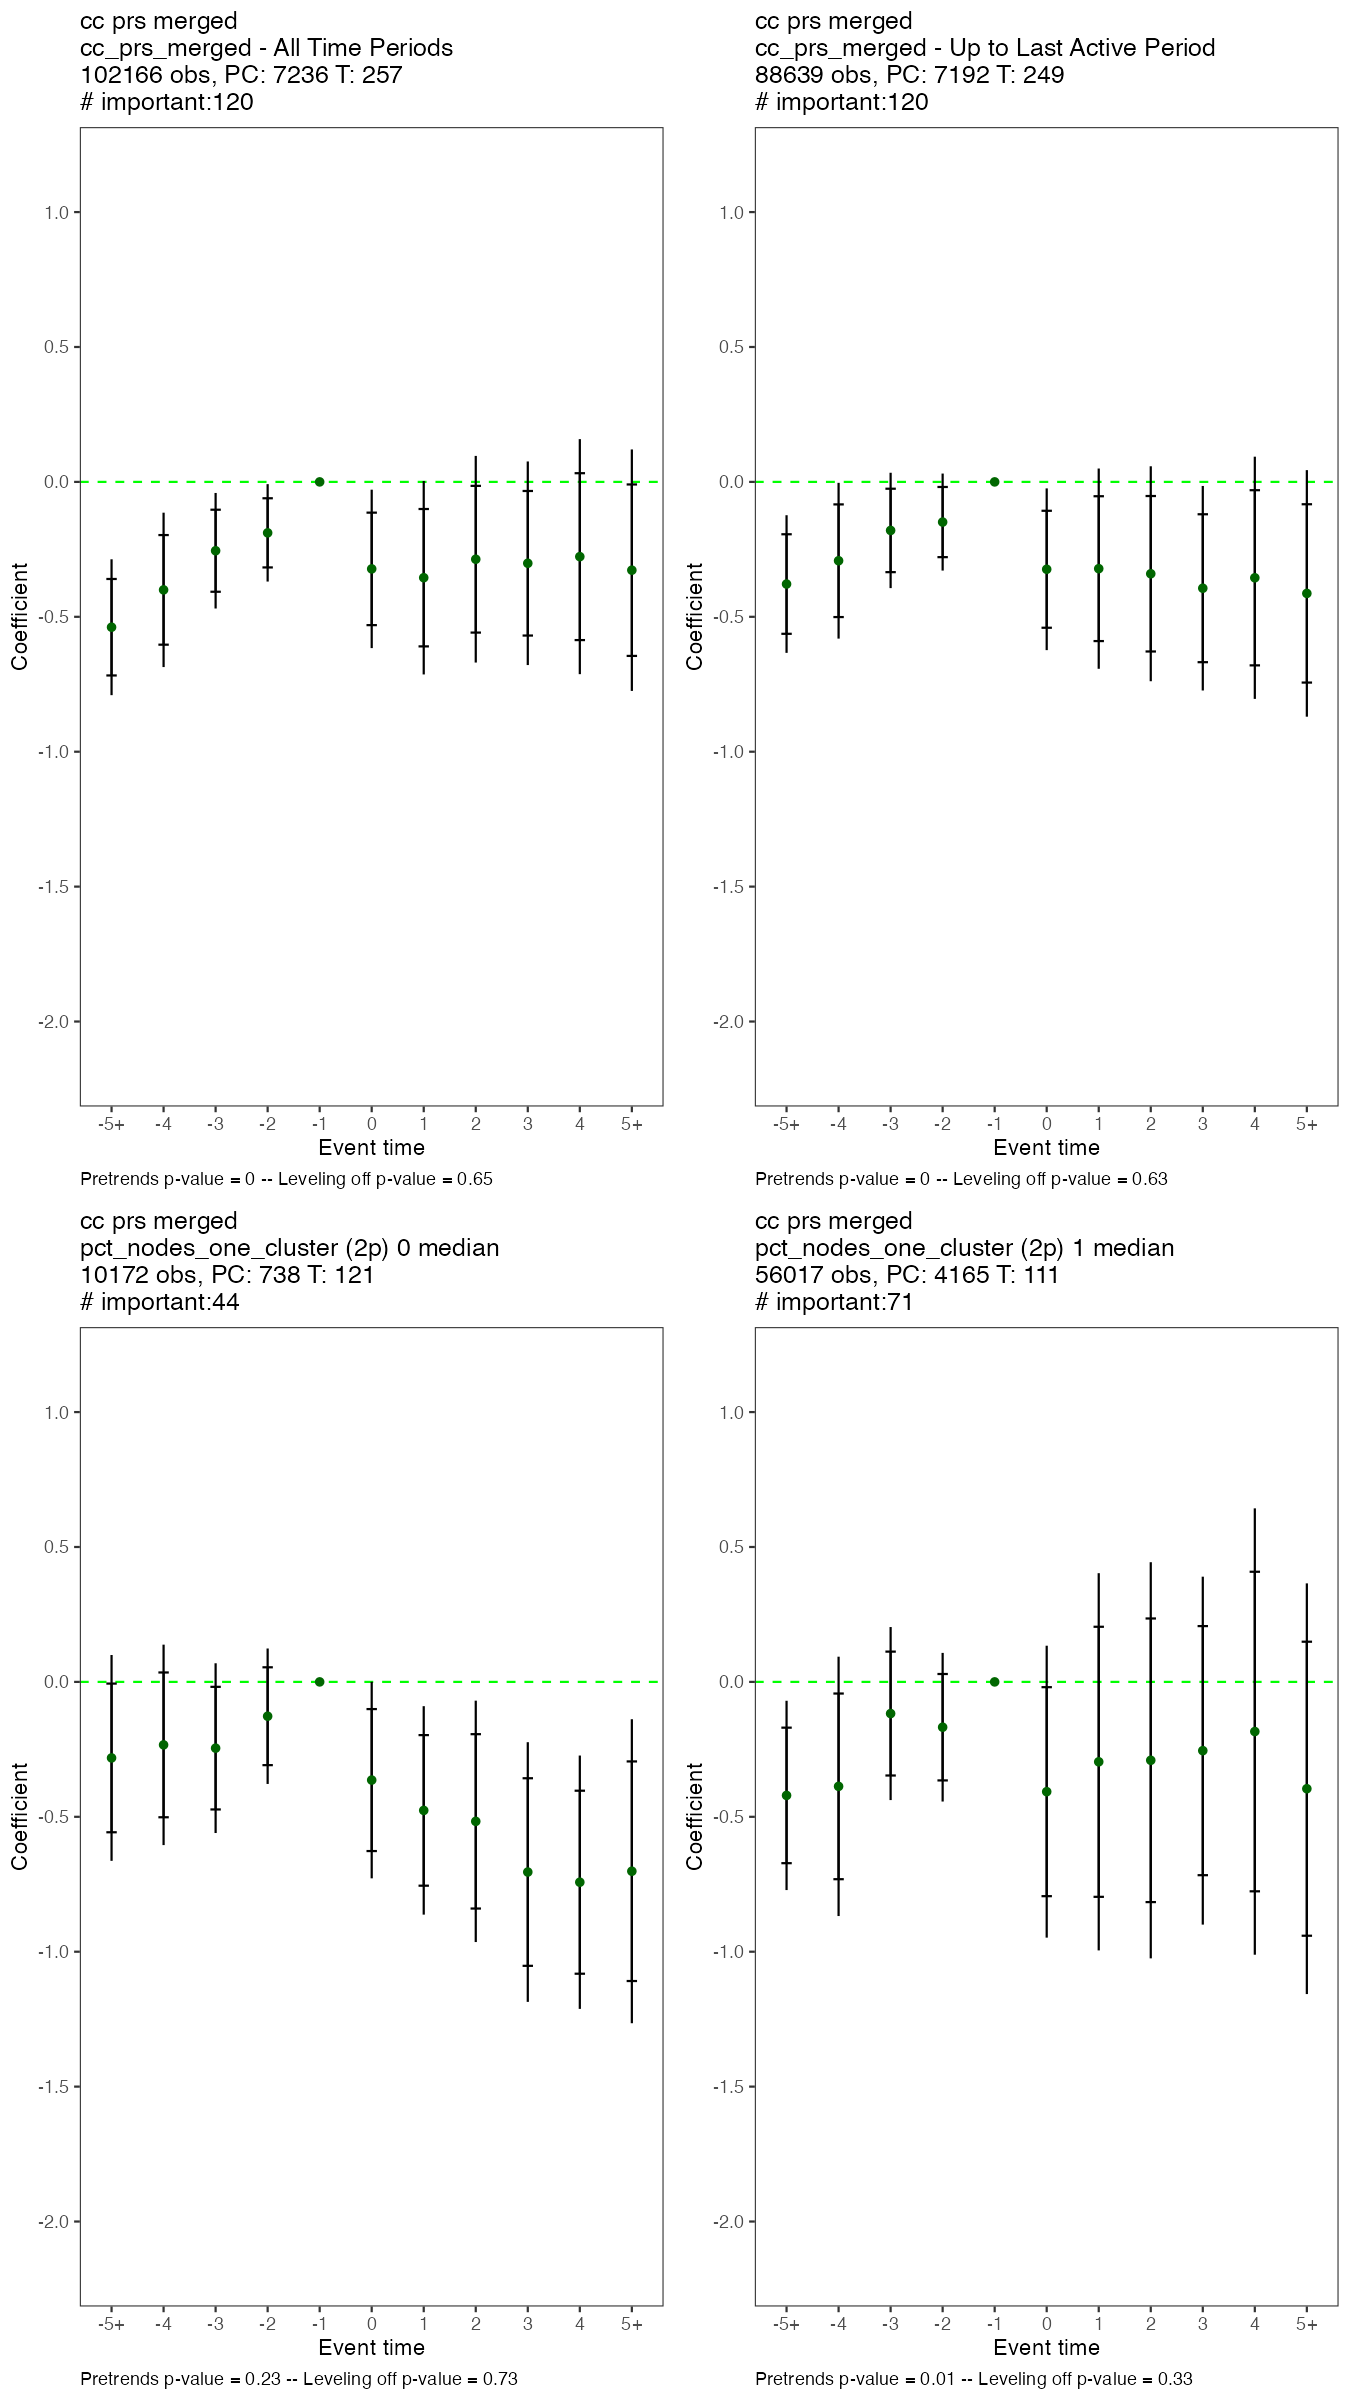 cc prs merged
cc_prs_merged - All Time Periods
102166 obs, PC: 7236 T: 257
# important:120
1.0
0.5
0.0
-0.5
-1.0
-1.5
-2.0
Coefficient
-5+ -4 -3 -2 -1 0 1 2 3 4 5+
Event time
Pretrends p-value = 0 -- Leveling off p-value = 0.65
cc prs merged
cc_prs_merged - Up to Last Active Period
88639 obs, PC: 7192 T: 249
# important:120
1.0
0.5
0.0
-0.5
-1.0
-1.5
-2.0
Coefficient
-5+ -4 -3 -2 -1 0 1 2 3 4 5+
Event time
Pretrends p-value = 0 -- Leveling off p-value = 0.63
cc prs merged
pct_nodes_one_cluster (2p) 0 median
10172 obs, PC: 738 T: 121
# important:44
1.0
0.5
0.0
-0.5
-1.0
-1.5
-2.0
Coefficient
-5+ -4 -3 -2 -1 0 1 2 3 4 5+
Event time
Pretrends p-value = 0.23 -- Leveling off p-value = 0.73
cc prs merged
pct_nodes_one_cluster (2p) 1 median
56017 obs, PC: 4165 T: 111
# important:71
1.0
0.5
0.0
-0.5
-1.0
-1.5
-2.0
Coefficient
-5+ -4 -3 -2 -1 0 1 2 3 4 5+
Event time
Pretrends p-value = 0.01 -- Leveling off p-value = 0.33